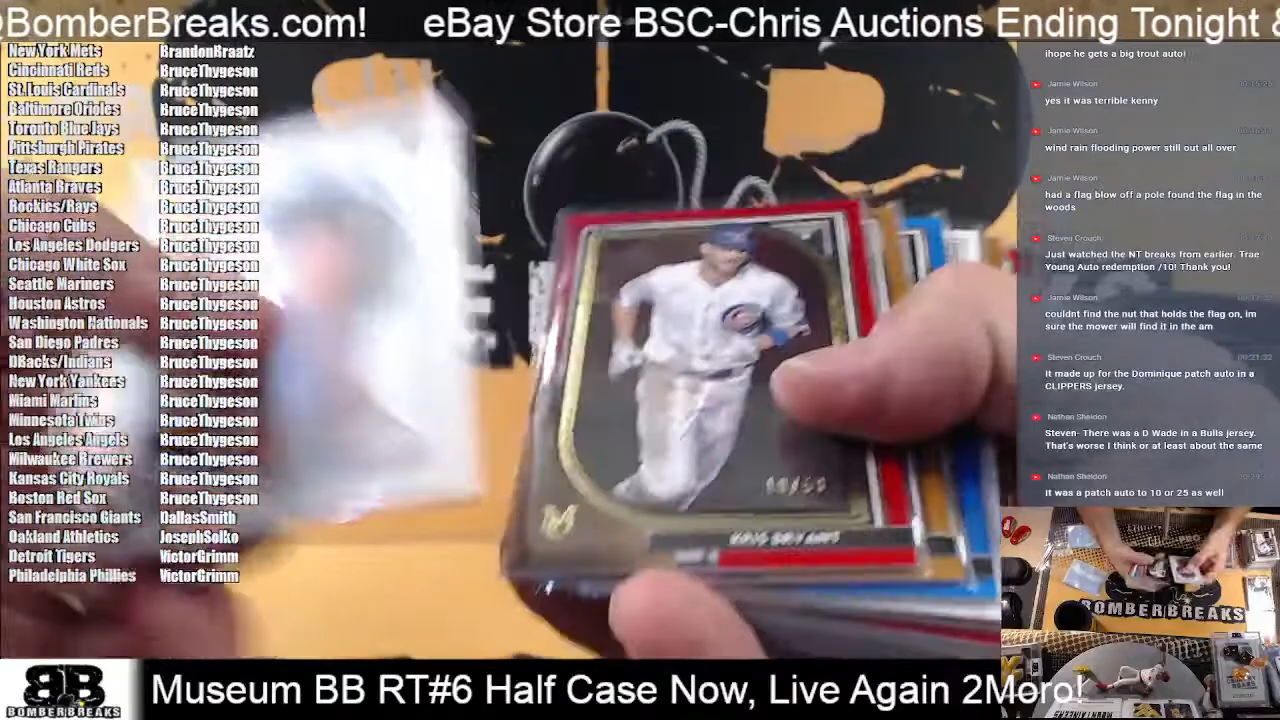 @BomberBreaks.com! eBay Store BSC-Chris Auctions Ending Tonight &
New York Mets BrandonBraatz
Cincinnati Reds BruceThygeson
St. Louis Cardinals BruceThygeson
Baltimore Orioles BruceThygeson
Toronto Blue Jays BruceThygeson
Pittsburgh Pirates BruceThygeson
Texas Rangers BruceThygeson
Atlanta Braves BruceThygeson
Rockies/Rays BruceThygeson
Chicago Cubs BruceThygeson
Los Angeles Dodgers BruceThygeson
Chicago White Sox BruceThygeson
Seattle Mariners BruceThygeson
Houston Astros BruceThygeson
Washington Nationals BruceThygeson
San Diego Padres BruceThygeson
DBacks/Indians BruceThygeson
New York Yankees BruceThygeson
Miami Marlins BruceThygeson
Minnesota Twins BruceThygeson
Los Angeles Angels BruceThygeson
Milwaukee Brewers BruceThygeson
Kansas City Royals BruceThygeson
Boston Red Sox BruceThygeson
San Francisco Giants DallasSmith
Oakland Athletics JosephSolko
Detroit Tigers VictorGrimm
Philadelphia Phillies VictorGrimm
KRIS BRYANT
ihope he gets a big trout auto!
Jamie Wilson
yes it was terrible kenny
Jamie Wilson
wind rain flooding power still out all over
Jamie Wilson
had a flag blow off a pole found the flag in the
woods
Steven Crouch
Just watched the NT breaks from earlier. Trae
Young Auto redemption /10! Thank you!
Jamie Wilson
couldnt find the nut that holds the flag on, im
sure the mower will find it in the am
Steven Crouch
It made up for the Dominique patch auto in a
CLIPPERS jersey.
Nathan Sheldon
Steven- There was a D Wade in a Bulls jersey.
That's worse I think or at least about the same
Nathan Sheldon
It was a patch auto to 10 or 25 as well
BOMBERBREAKS
BB
BOMBERBREAKS
Museum BB RT#6 Half Case Now, Live Again 2Moro!